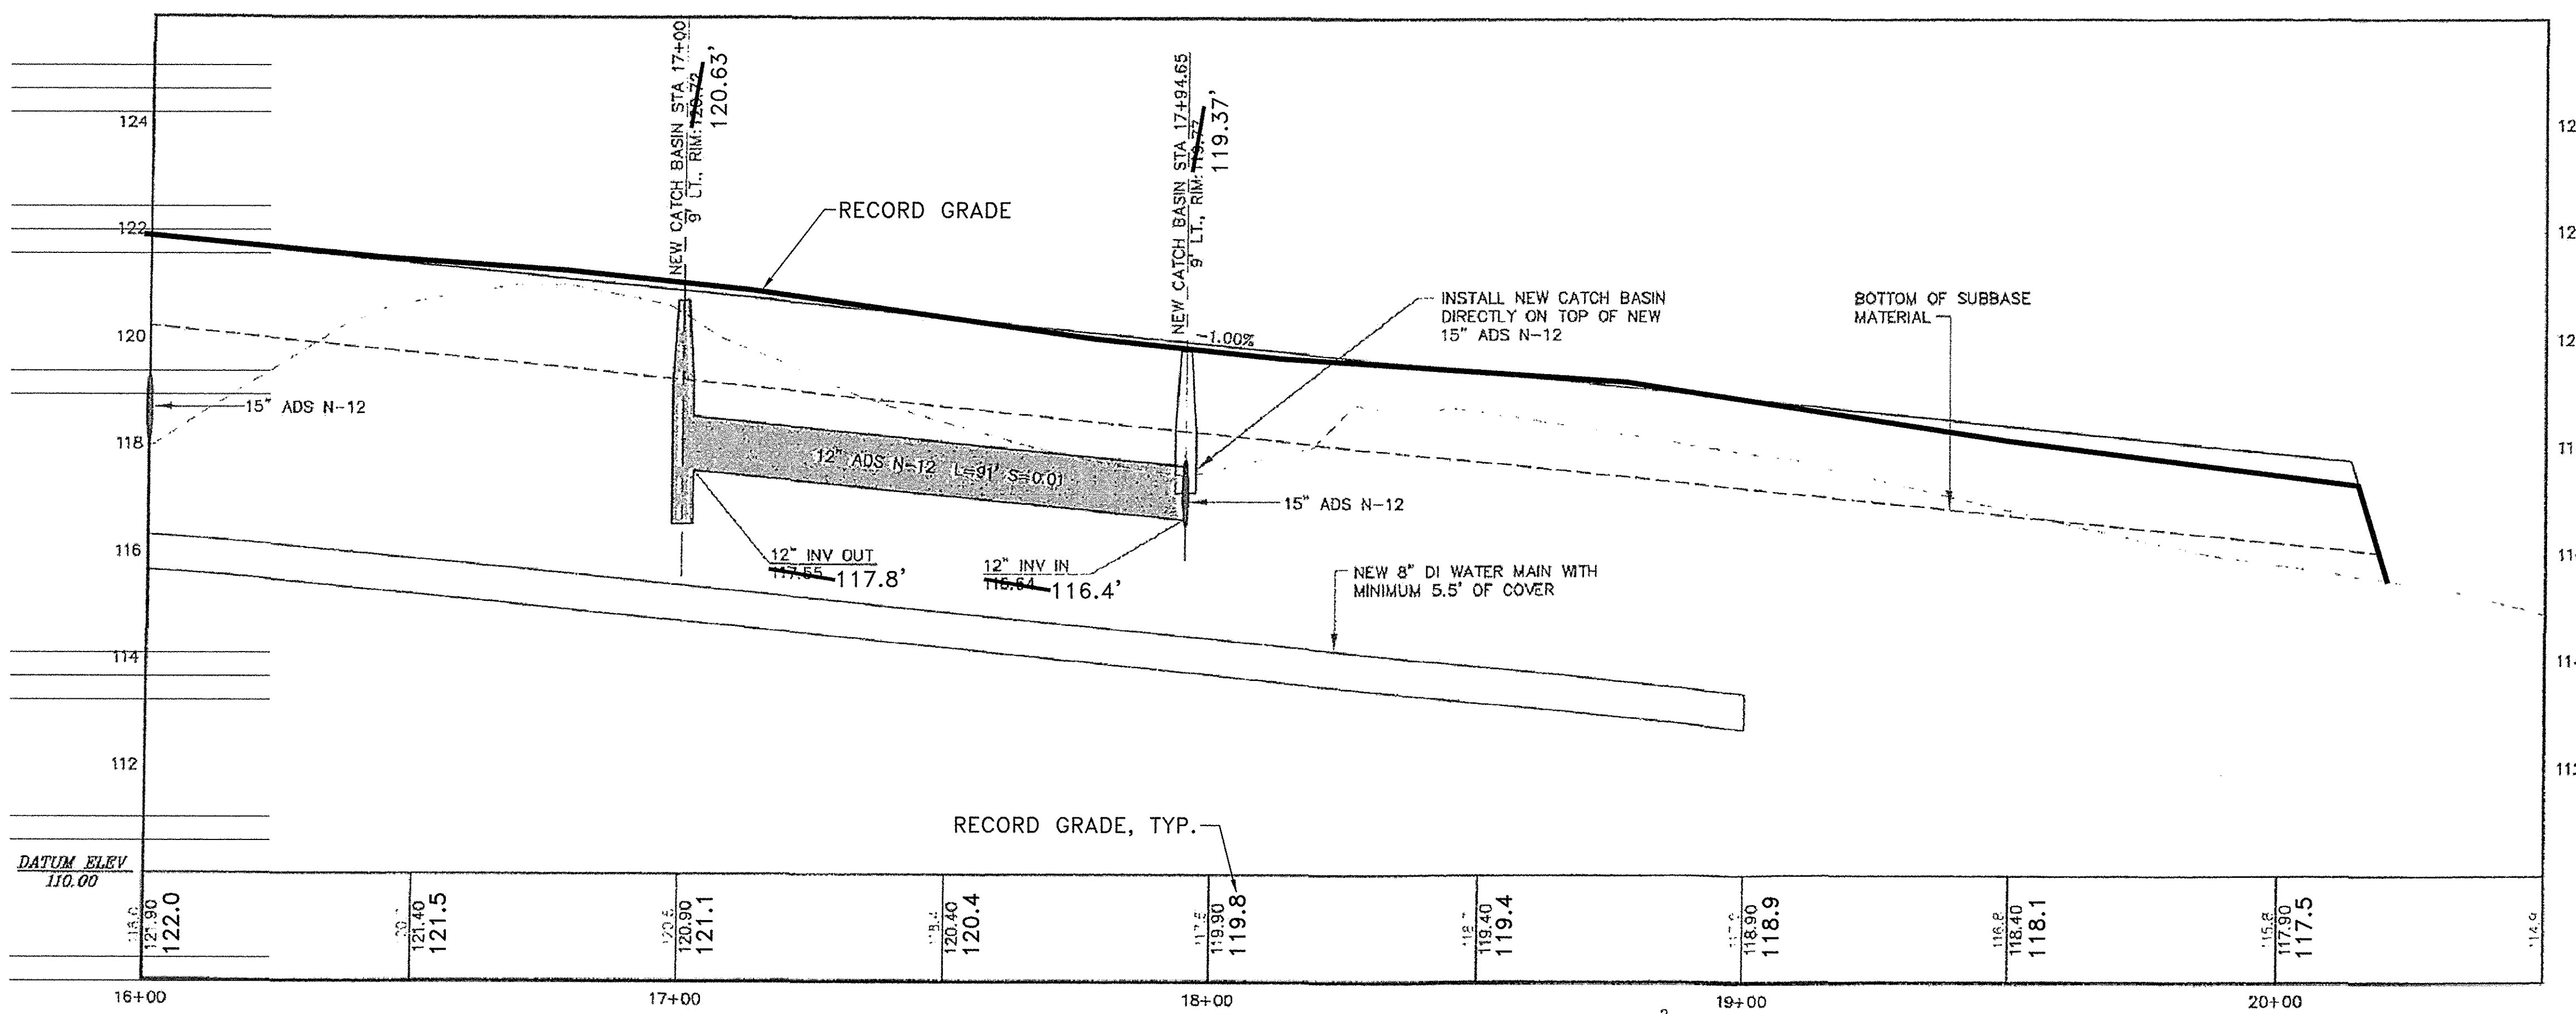 NEW CATCH BASIN STA 17+00
9' LT., RIM:
120.63'
NEW CATCH BASIN STA 17+94.65
9' LT., RIM: 119.77
119.37'
124
122
120
118
116
114
112
RECORD GRADE
-1.00%
INSTALL NEW CATCH BASIN
DIRECTLY ON TOP OF NEW
15" ADS N-12
BOTTOM OF SUBBASE
MATERIAL
15" ADS N-12
12" ADS N-12 L=91' S=0.01
15" ADS N-12
12" INV OUT
117.55 117.8'
12" INV IN
116.4'
NEW 8" DI WATER MAIN WITH
MINIMUM 5.5' OF COVER
RECORD GRADE, TYP.
DATUM ELEV
110.00
121.90
122.0
121.40
121.5
120.90
121.1
120.40
120.4
119.90
119.8
119.40
119.4
118.90
118.9
118.40
118.1
117.90
117.5
114.9
16+00 17+00 18+00 19+00 20+00